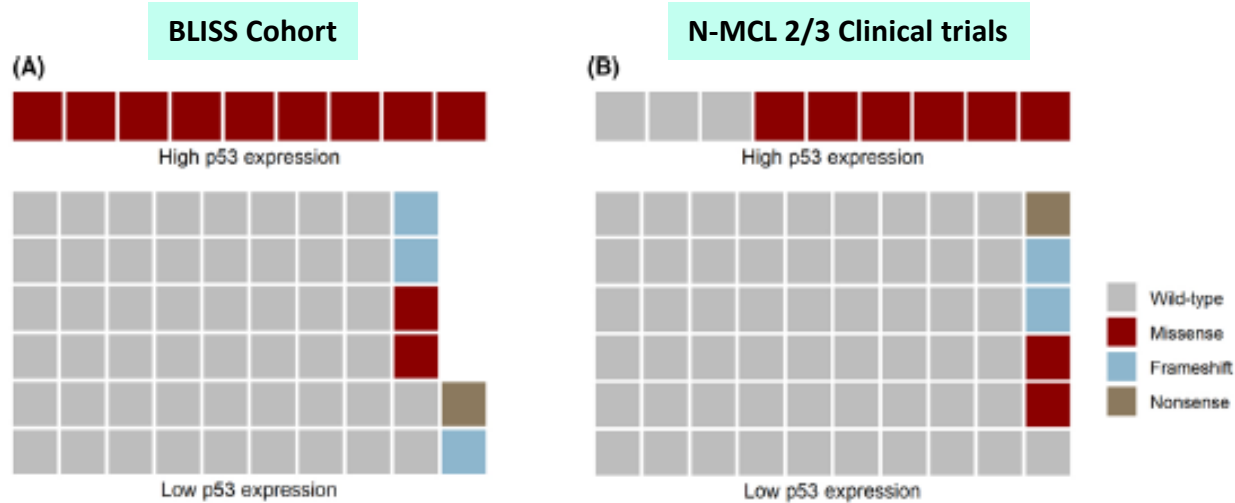 BLISS Cohort
N-MCL 2/3 Clinical trials
(A)
(B)
High p53 expression
High p53 expression
Wild-type
Missense
Frameshift
Nonsense
Low p53 expression
Low p53 expression